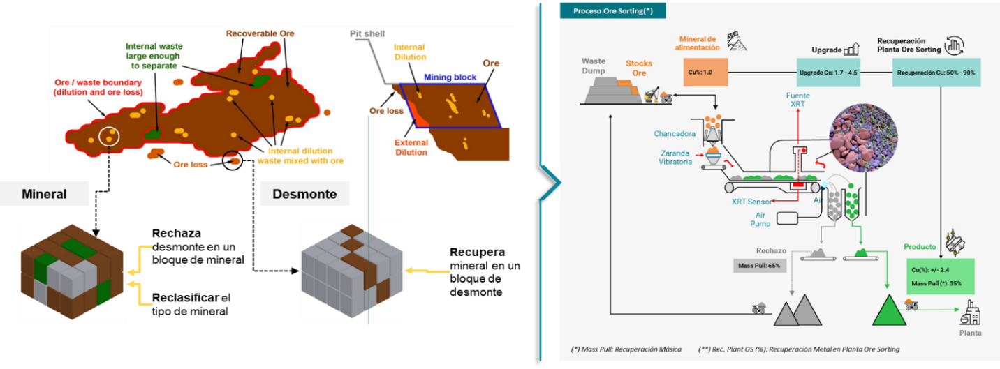 Recoverable Ore
Internal waste
large enough
to separate
Ore / waste boundary
(dilution and ore loss)
Ore loss
Internal dilution
waste mixed with ore
Pit shell
Internal
Dilution
Ore
Mining block
Ore loss
External
Dilution
Mineral
Desmonte
Rechaza
desmonte en un
bloque de mineral
Reclasificar el
tipo de mineral
Recupera
mineral en un
bloque de
desmonte
Proceso Ore Sorting(*)
Mineral de
alimentación
Upgrade
Recuperación
Planta Ore Sorting
Cu%: 1.0
Upgrade Cu: 1.7 - 4.5
Recuperación Cu: 50% - 90%
Waste
Dump
Stocks
Ore
Fuente
XRT
Chancadora
Zaranda
Vibratoria
XRT Sensor
Air
Air
Pump
Rechazo
Mass Pull: 65%
Producto
Cu(%): +/- 2.4
Mass Pull (*): 35%
Planta
(*) Mass Pull: Recuperación Másica (**) Rec. Plant OS (%): Recuperación Metal en Planta Ore Sorting